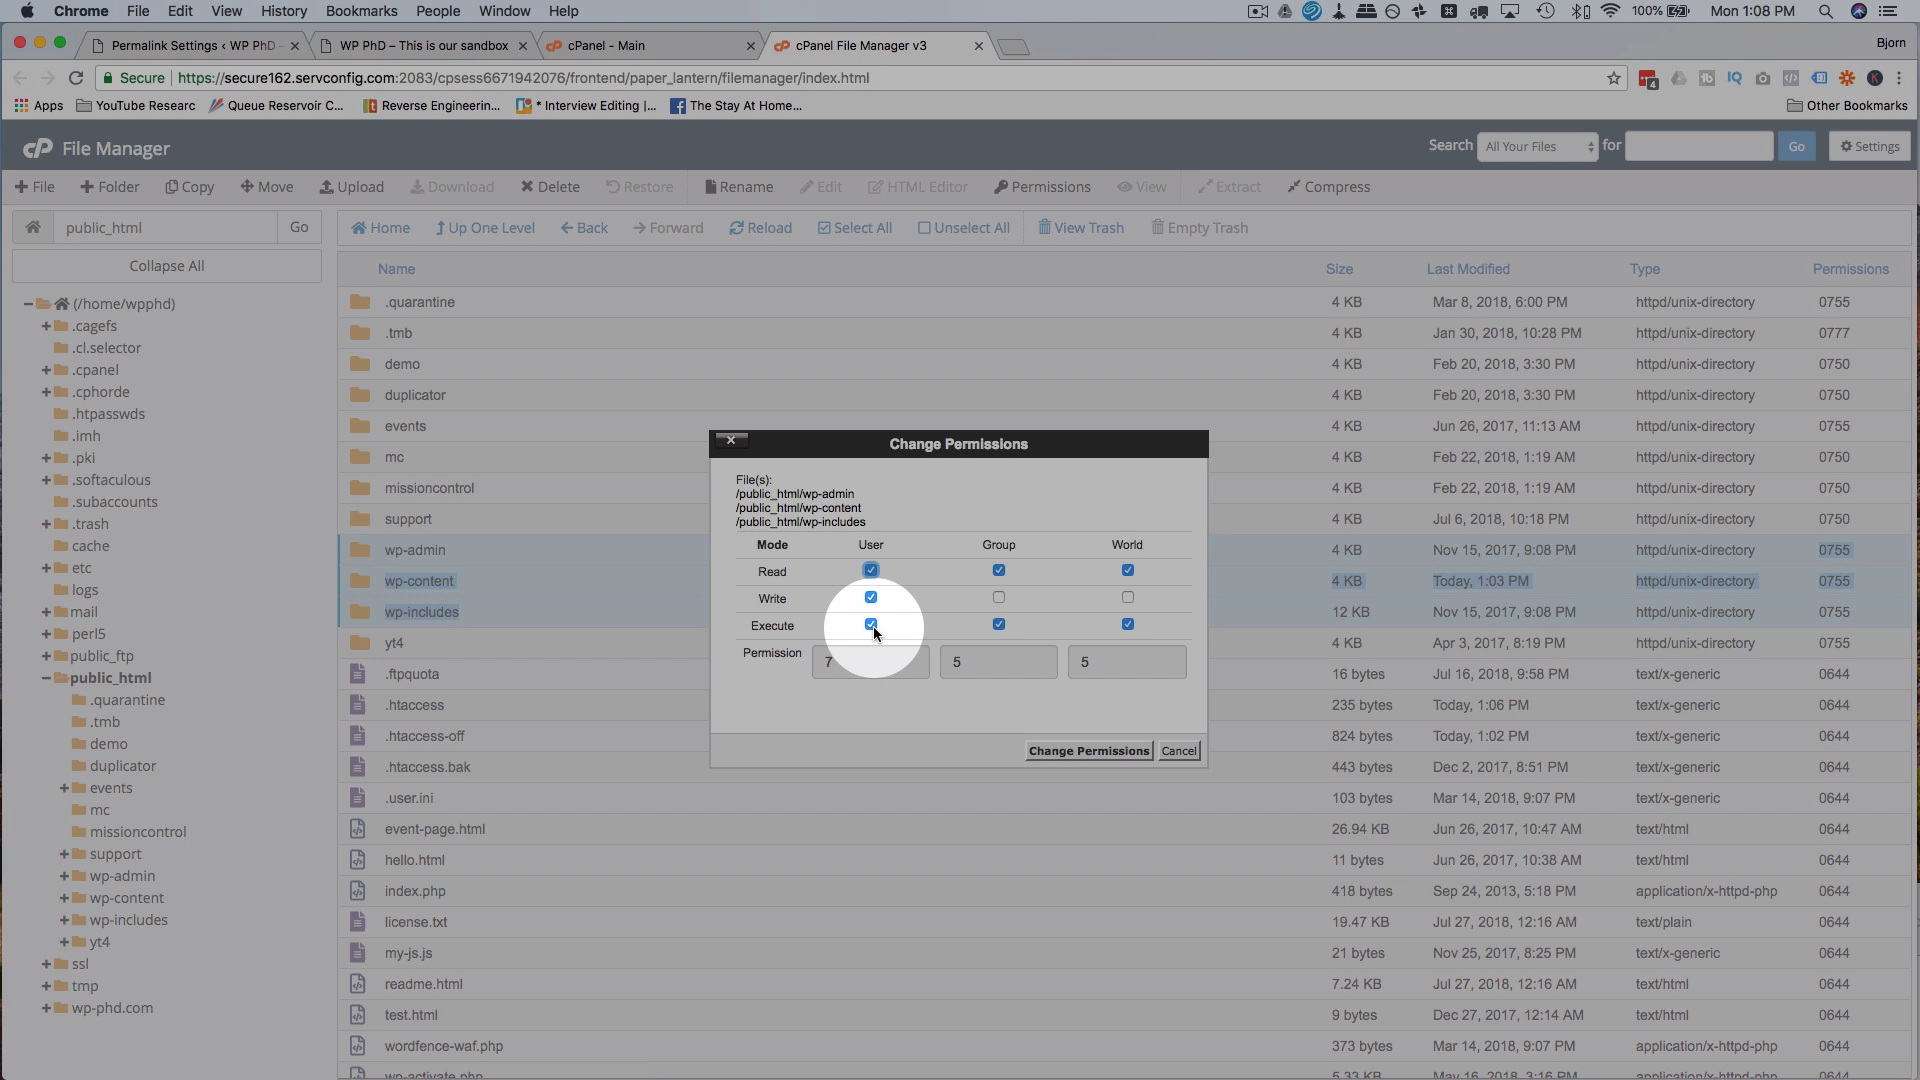 Chrome File Edit View History Bookmarks People Window Help 100% Mon 1:08 PM
Permalink Settings ‹ WP PhD WP PhD – This is our sandbox cPanel - Main cPanel File Manager v3 Bjorn
Secure https://secure162.servconfig.com:2083/cpsess6671942076/frontend/paper_lantern/filemanager/index.html
Apps YouTube Researc Queue Reservoir C... Reverse Engineerin... * Interview Editing |... The Stay At Home... Other Bookmarks
cP File Manager Search All Your Files for Go Settings
File Folder Copy Move Upload Download Delete Restore Rename Edit HTML Editor Permissions View Extract Compress
public_html Go Home Up One Level Back Forward Reload Select All Unselect All View Trash Empty Trash
Collapse All
(/home/wpphd)
.cagefs
.cl.selector
.cpanel
.cphorde
.htpasswds
.imh
.pki
.softaculous
.subaccounts
.trash
cache
etc
logs
mail
perl5
public_ftp
public_html
.quarantine
.tmb
demo
duplicator
events
mc
missioncontrol
support
wp-admin
wp-content
wp-includes
yt4
ssl
tmp
wp-phd.com
Name Size Last Modified Type Permissions
.quarantine 4 KB Mar 8, 2018, 6:00 PM httpd/unix-directory 0755
.tmb 4 KB Jan 30, 2018, 10:28 PM httpd/unix-directory 0777
demo 4 KB Feb 20, 2018, 3:30 PM httpd/unix-directory 0750
duplicator 4 KB Feb 20, 2018, 3:30 PM httpd/unix-directory 0750
events 4 KB Jun 26, 2017, 11:13 AM httpd/unix-directory 0755
mc 4 KB Feb 22, 2018, 1:19 AM httpd/unix-directory 0750
missioncontrol 4 KB Feb 22, 2018, 1:19 AM httpd/unix-directory 0750
support 4 KB Jul 6, 2018, 10:18 PM httpd/unix-directory 0750
wp-admin 4 KB Nov 15, 2017, 9:08 PM httpd/unix-directory 0755
wp-content 4 KB Today, 1:03 PM httpd/unix-directory 0755
wp-includes 12 KB Nov 15, 2017, 9:08 PM httpd/unix-directory 0755
yt4 4 KB Apr 3, 2017, 8:19 PM httpd/unix-directory 0755
.ftpquota 16 bytes Jul 16, 2018, 9:58 PM text/x-generic 0644
.htaccess 235 bytes Today, 1:06 PM text/x-generic 0644
.htaccess-off 824 bytes Today, 1:02 PM text/x-generic 0644
.htaccess.bak 443 bytes Dec 2, 2017, 8:51 PM text/x-generic 0644
.user.ini 103 bytes Mar 14, 2018, 9:07 PM text/x-generic 0644
event-page.html 26.94 KB Jun 26, 2017, 10:47 AM text/html 0644
hello.html 11 bytes Jun 26, 2017, 10:38 AM text/html 0644
index.php 418 bytes Sep 24, 2013, 5:18 PM application/x-httpd-php 0644
license.txt 19.47 KB Jul 27, 2018, 12:16 AM text/plain 0644
my-js.js 21 bytes Nov 25, 2017, 8:25 PM text/x-generic 0644
readme.html 7.24 KB Jul 27, 2018, 12:16 AM text/html 0644
test.html 9 bytes Dec 27, 2017, 12:14 AM text/html 0644
wordfence-waf.php 373 bytes Mar 14, 2018, 9:07 PM application/x-httpd-php 0644
wp-activate.php 5.33 KB May 16, 2018, 3:16 PM application/x-httpd-php 0644
Change Permissions
File(s):
/public_html/wp-admin
/public_html/wp-content
/public_html/wp-includes
Mode User Group World
Read
Write
Execute
Permission 7 5 5
Change Permissions Cancel